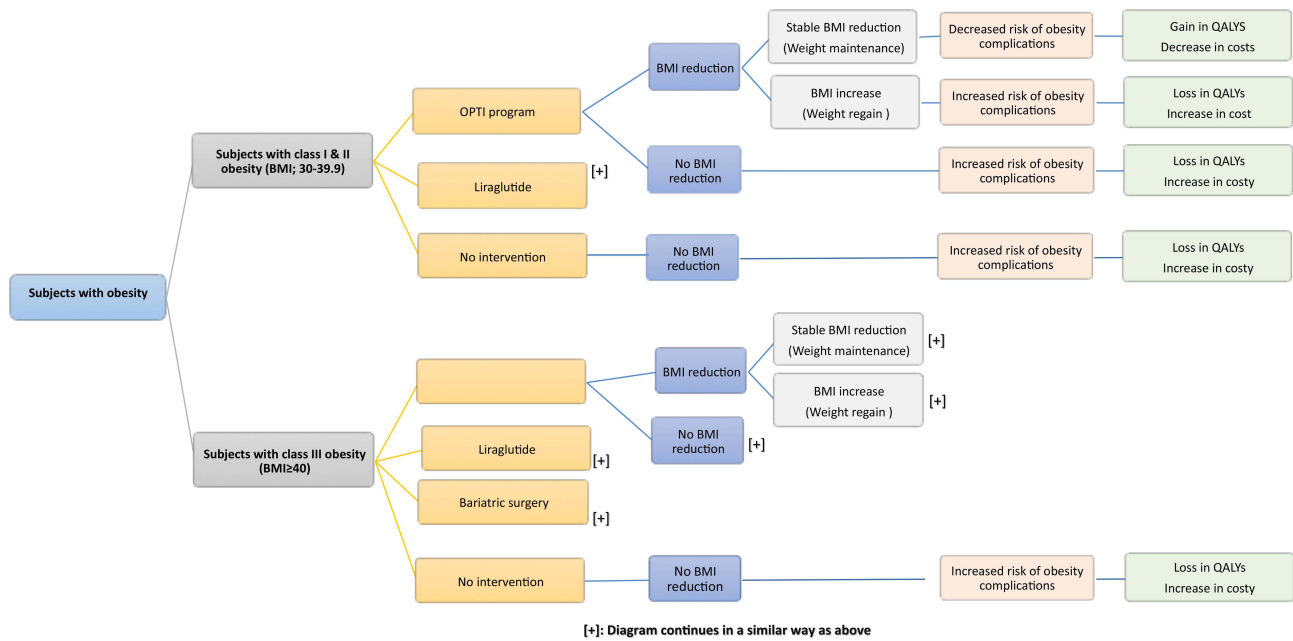 Subjects with obesity
Subjects with class I & II
obesity (BMI; 30-39.9)
OPTI program
BMI reduction
Stable BMI reduction
(Weight maintenance)
Decreased risk of obesity
complications
Gain in QALYS
Decrease in costs
BMI increase
(Weight regain )
Increased risk of obesity
complications
Loss in QALYs
Increase in cost
No BMI
reduction
Increased risk of obesity
complications
Loss in QALYs
Increase in costy
Liraglutide
[+]
No intervention
No BMI
reduction
Increased risk of obesity
complications
Loss in QALYs
Increase in costy
Subjects with class III obesity
(BMI≥40)
BMI reduction
Stable BMI reduction
(Weight maintenance)
[+]
BMI increase
(Weight regain )
[+]
No BMI
reduction
[+]
Liraglutide
[+]
Bariatric surgery
[+]
No intervention
No BMI
reduction
Increased risk of obesity
complications
Loss in QALYs
Increase in costy
[+]: Diagram continues in a similar way as above